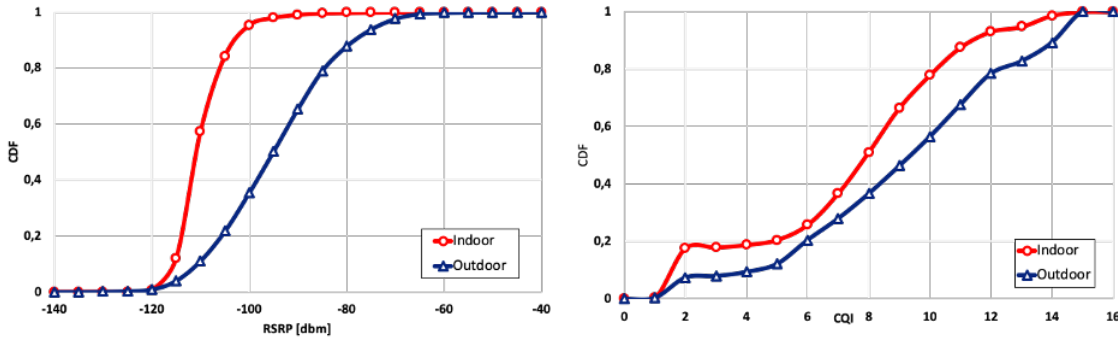 1
0,8
0,6
0,4
0,2
0
CDF
-140 -120 -100 -80 -60 -40
RSRP [dbm]
Indoor
Outdoor
1
0,8
0,6
0,4
0,2
0
CDF
0 2 4 6 8 10 12 14 16
CQI
Indoor
Outdoor